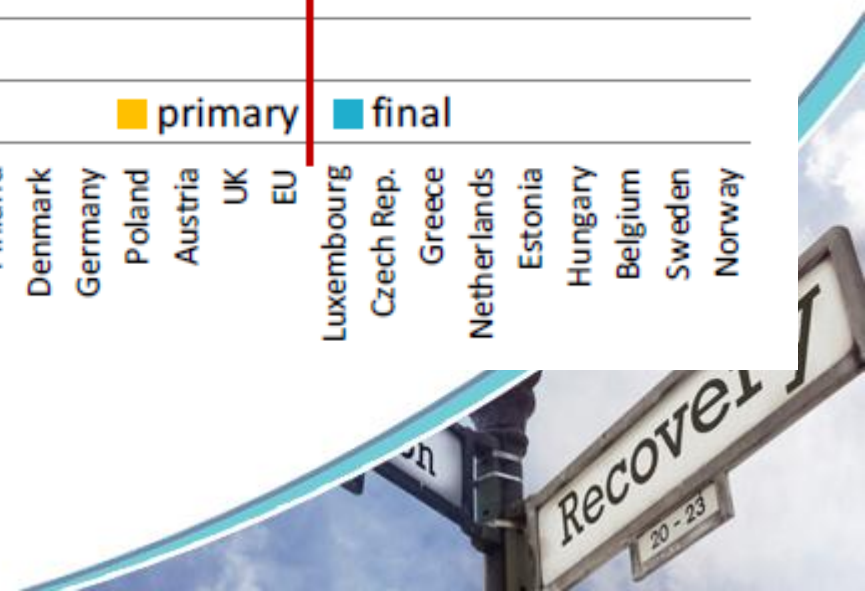 primary
final
Denmark
Germany
Poland
Austria
UK
EU
Luxembourg
Czech Rep.
Greece
Netherlands
Estonia
Hungary
Belgium
Sweden
Norway
Recovery
20 - 23